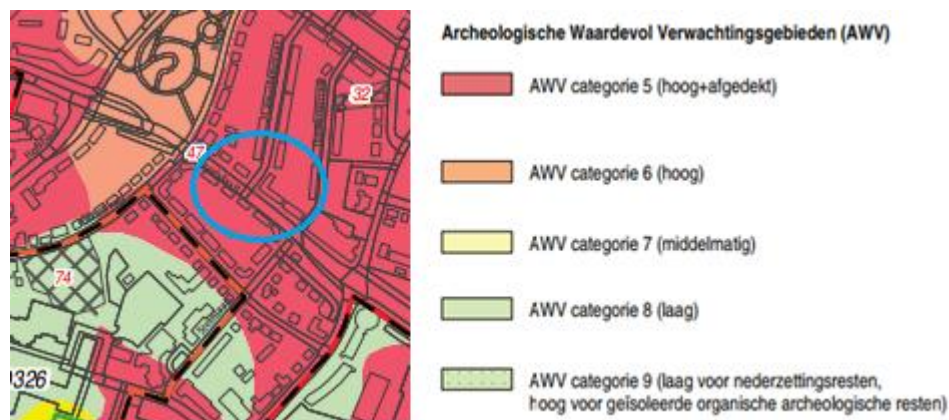 Archeologische Waardevol Verwachtingsgebieden (AWV)
AWV categorie 5 (hoog+afgedekt)
AWV categorie 6 (hoog)
AWV categorie 7 (middelmatig)
AWV categorie 8 (laag)
AWV categorie 9 (laag voor nederzettingsresten,
hoog voor geïsoleerde organische archeologische resten)
32
47
74
0326